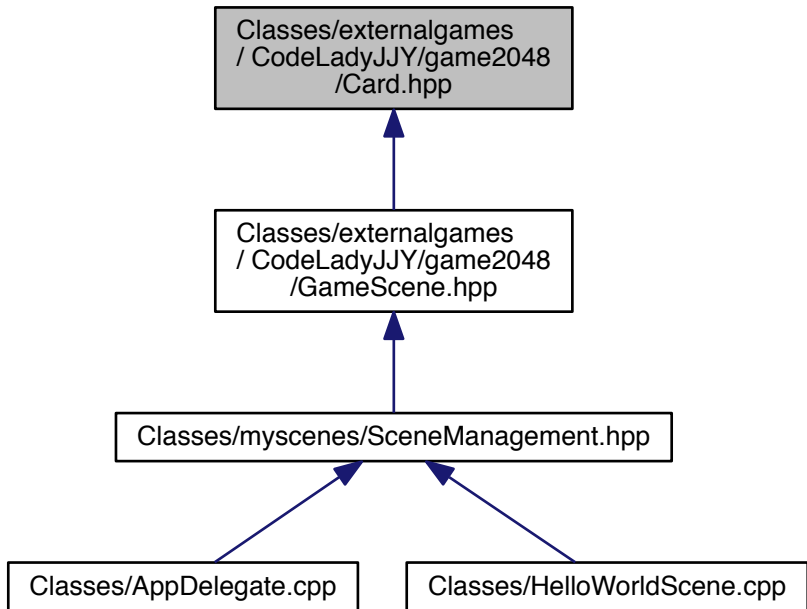 Classes/externalgames
/ CodeLadyJJY/game2048
/Card.hpp
Classes/externalgames
/ CodeLadyJJY/game2048
/GameScene.hpp
Classes/myscenes/SceneManagement.hpp
Classes/AppDelegate.cpp
Classes/HelloWorldScene.cpp